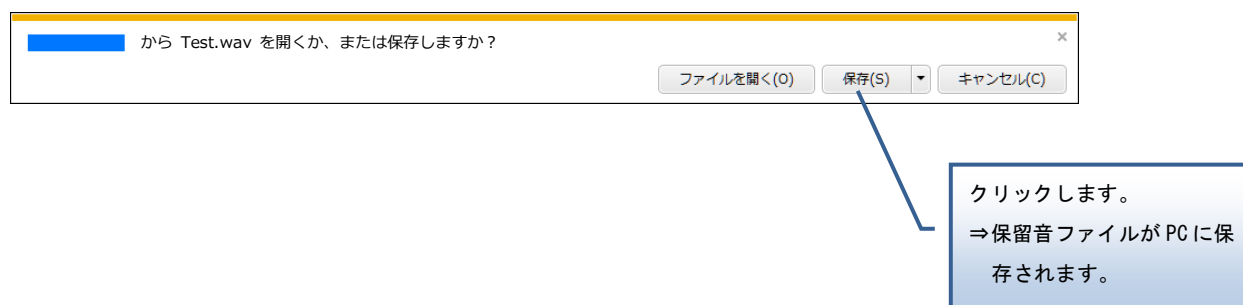 から Test.wav を開くか、または保存しますか？
×
ファイルを開く(O) 保存(S) ▼ キャンセル(C)
クリックします。
⇒保留音ファイルが PC に保
存されます。